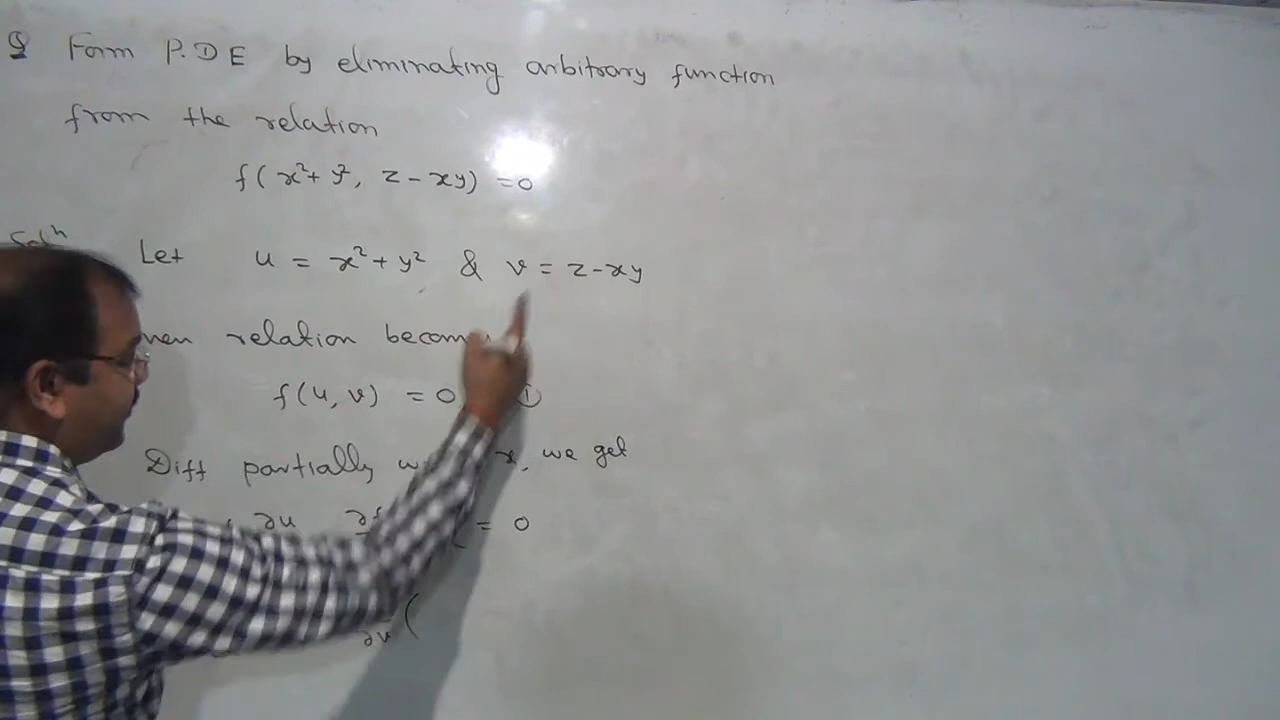 Q Form P.D E by eliminating arbitrary function
from the relation
f( x²+ y², z - xy) = 0
Solⁿ Let u = x² + y² & v = z - xy
relation
f(u, v) = 0 ①
Diff partially x, we get
∂u ∂f = 0
∂v (